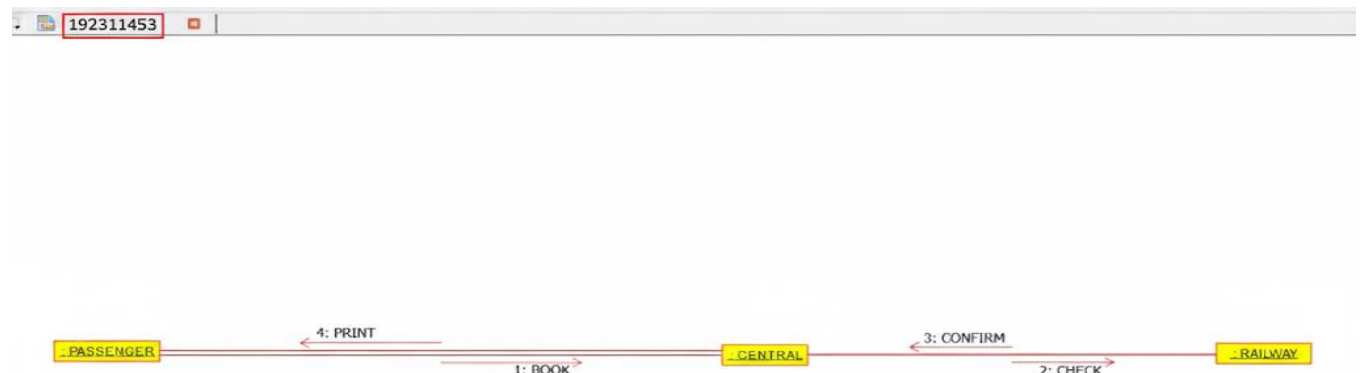 192311453
4: PRINT
3: CONFIRM
: PASSENGER
: CENTRAL
: RAILWAY
1: BOOK
2: CHECK